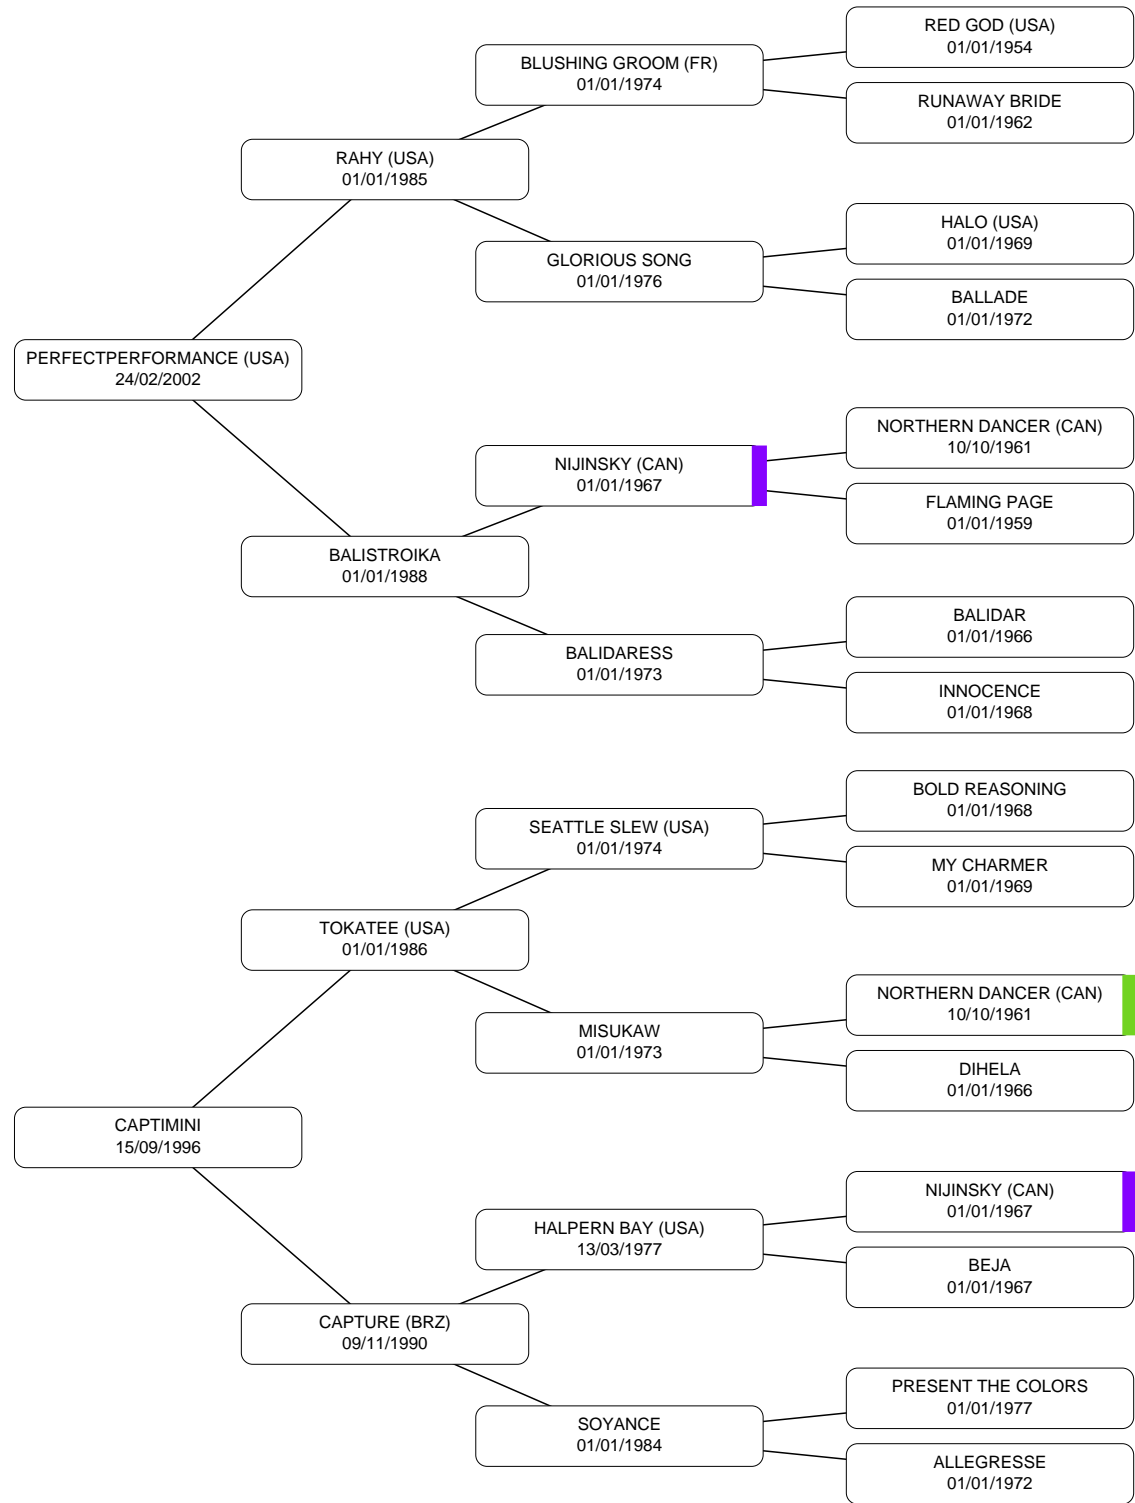 RED GOD (USA)
01/01/1954
BLUSHING GROOM (FR)
01/01/1974
RUNAWAY BRIDE
01/01/1962
RAHY (USA)
01/01/1985
HALO (USA)
01/01/1969
GLORIOUS SONG
01/01/1976
BALLADE
01/01/1972
PERFECTPERFORMANCE (USA)
24/02/2002
NORTHERN DANCER (CAN)
10/10/1961
NIJINSKY (CAN)
01/01/1967
FLAMING PAGE
01/01/1959
BALISTROIKA
01/01/1988
BALIDAR
01/01/1966
BALIDARESS
01/01/1973
INNOCENCE
01/01/1968
BOLD REASONING
01/01/1968
SEATTLE SLEW (USA)
01/01/1974
MY CHARMER
01/01/1969
TOKATEE (USA)
01/01/1986
NORTHERN DANCER (CAN)
10/10/1961
MISUKAW
01/01/1973
DIHELA
01/01/1966
CAPTIMINI
15/09/1996
NIJINSKY (CAN)
01/01/1967
HALPERN BAY (USA)
13/03/1977
BEJA
01/01/1967
CAPTURE (BRZ)
09/11/1990
PRESENT THE COLORS
01/01/1977
SOYANCE
01/01/1984
ALLEGRESSE
01/01/1972